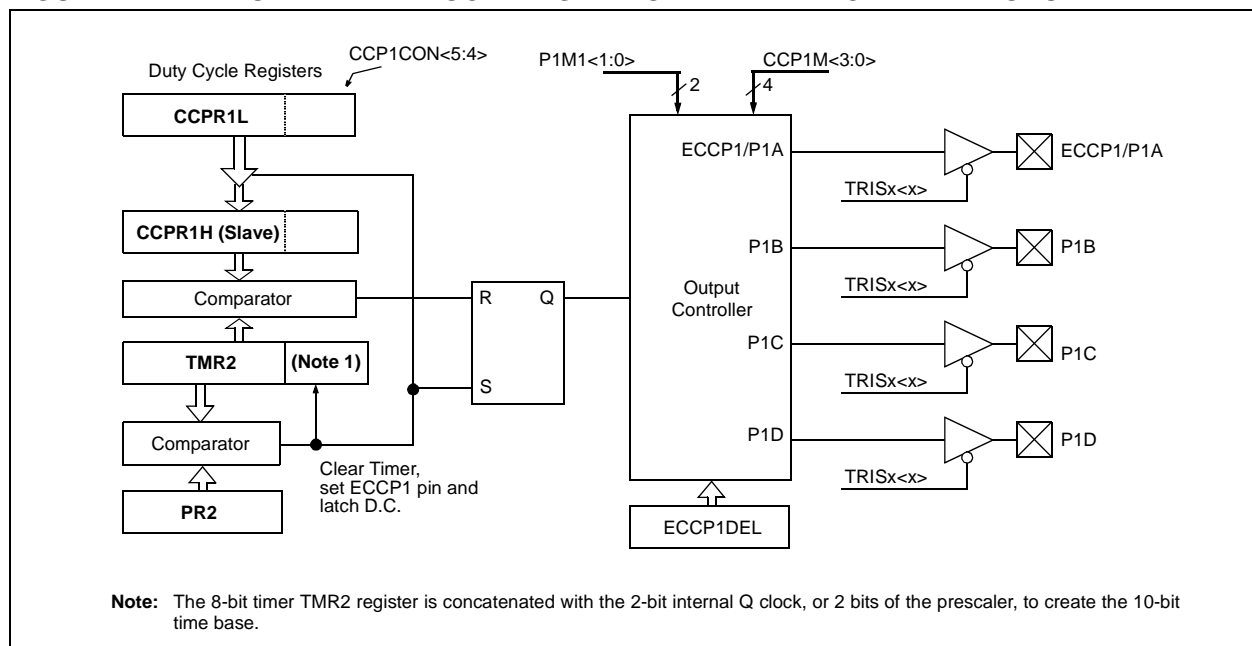 CCP1CON<5:4>
Duty Cycle Registers
P1M1<1:0>
CCP1M<3:0>
2
4
CCPR1L
ECCP1/P1A
ECCP1/P1A
TRISx<x>
CCPR1H (Slave)
P1B
P1B
TRISx<x>
Comparator
R
Q
Output
Controller
TMR2
(Note 1)
P1C
P1C
TRISx<x>
S
Comparator
P1D
P1D
Clear Timer,
set ECCP1 pin and
latch D.C.
TRISx<x>
PR2
ECCP1DEL
Note: The 8-bit timer TMR2 register is concatenated with the 2-bit internal Q clock, or 2 bits of the prescaler, to create the 10-bit
time base.